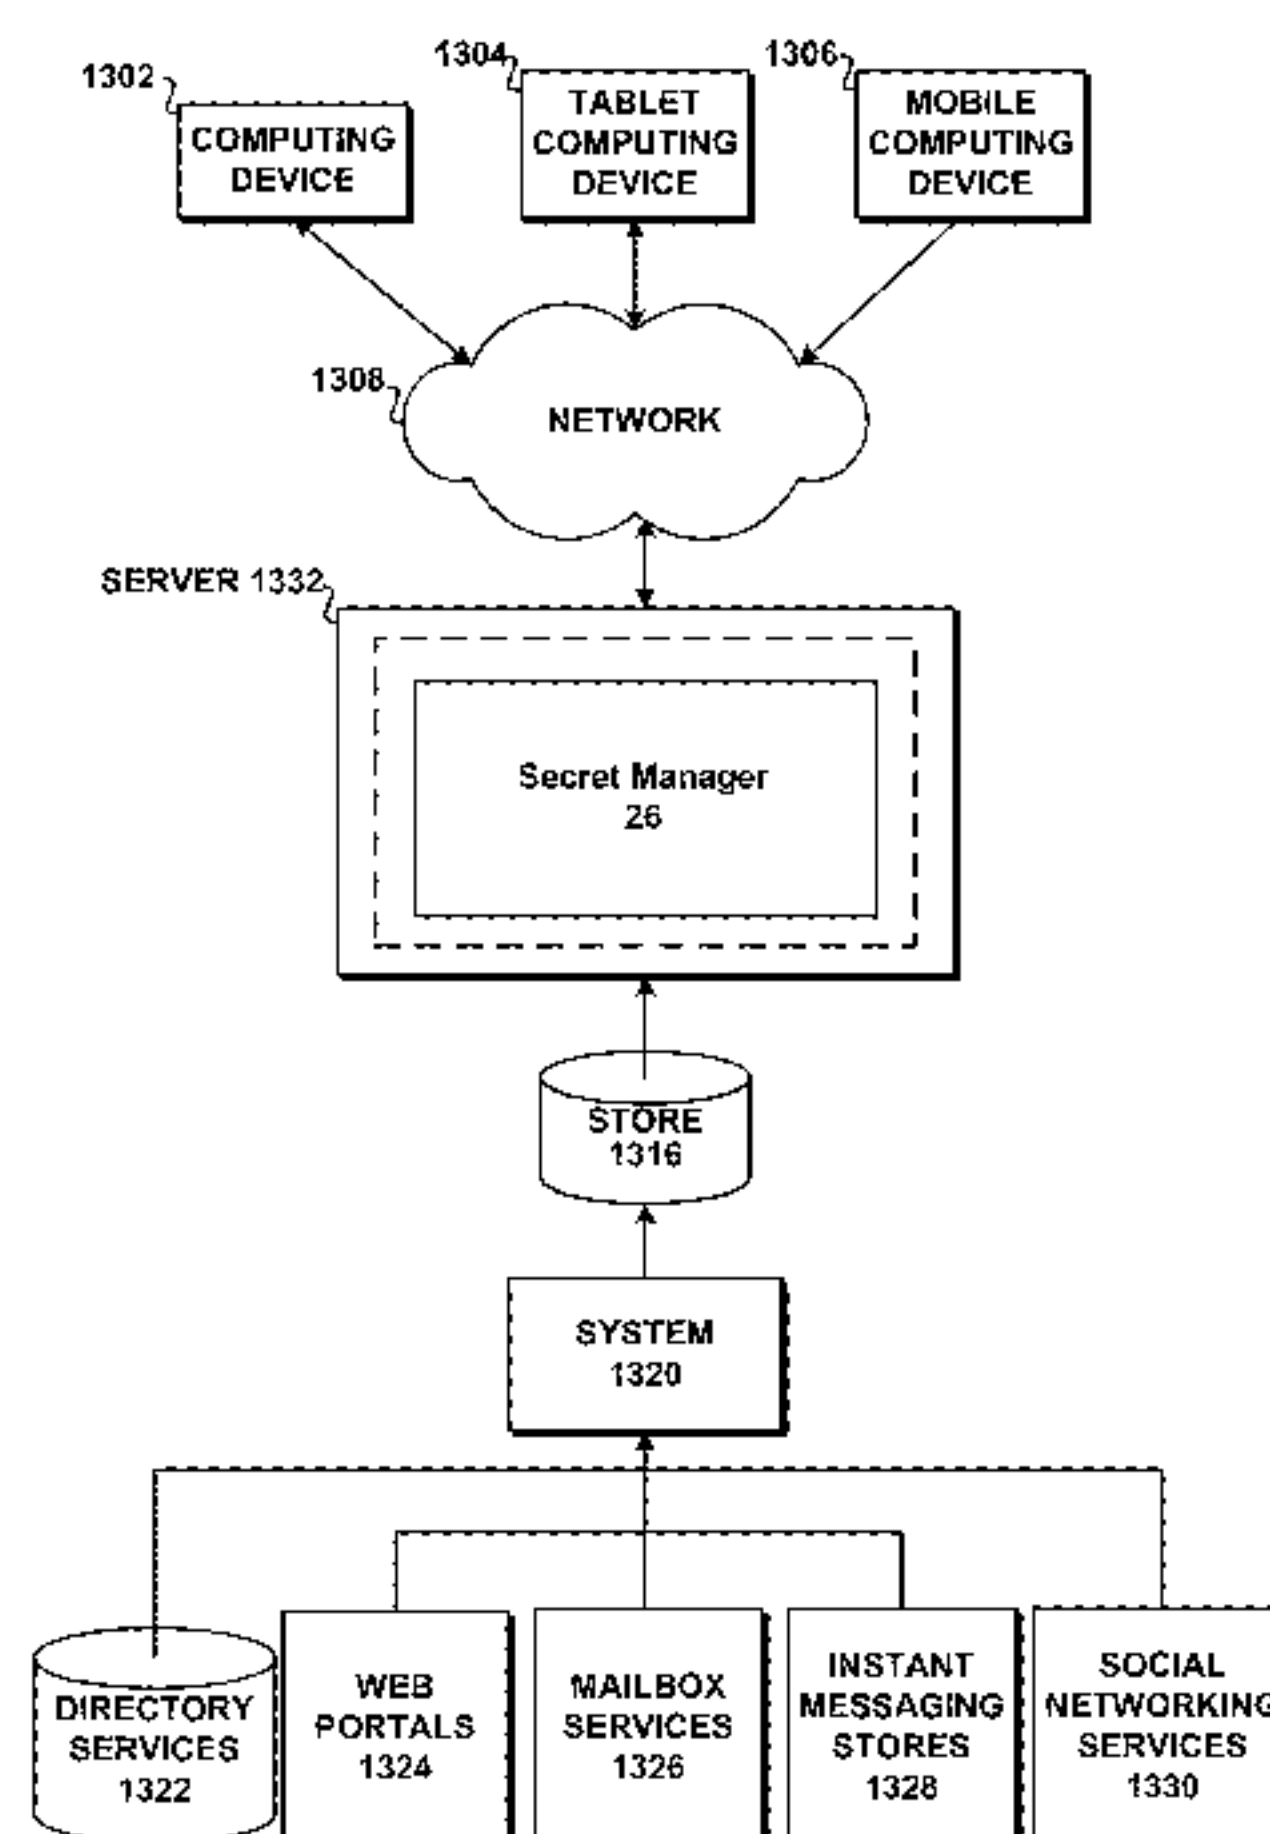 1302
1304
1306
COMPUTING
DEVICE
TABLET
COMPUTING
DEVICE
MOBILE
COMPUTING
DEVICE
1308
NETWORK
SERVER 1332
Secret Manager
26
STORE
1316
SYSTEM
1320
DIRECTORY
SERVICES
1322
WEB
PORTALS
1324
MAILBOX
SERVICES
1326
INSTANT
MESSAGING
STORES
1328
SOCIAL
NETWORKING
SERVICES
1330